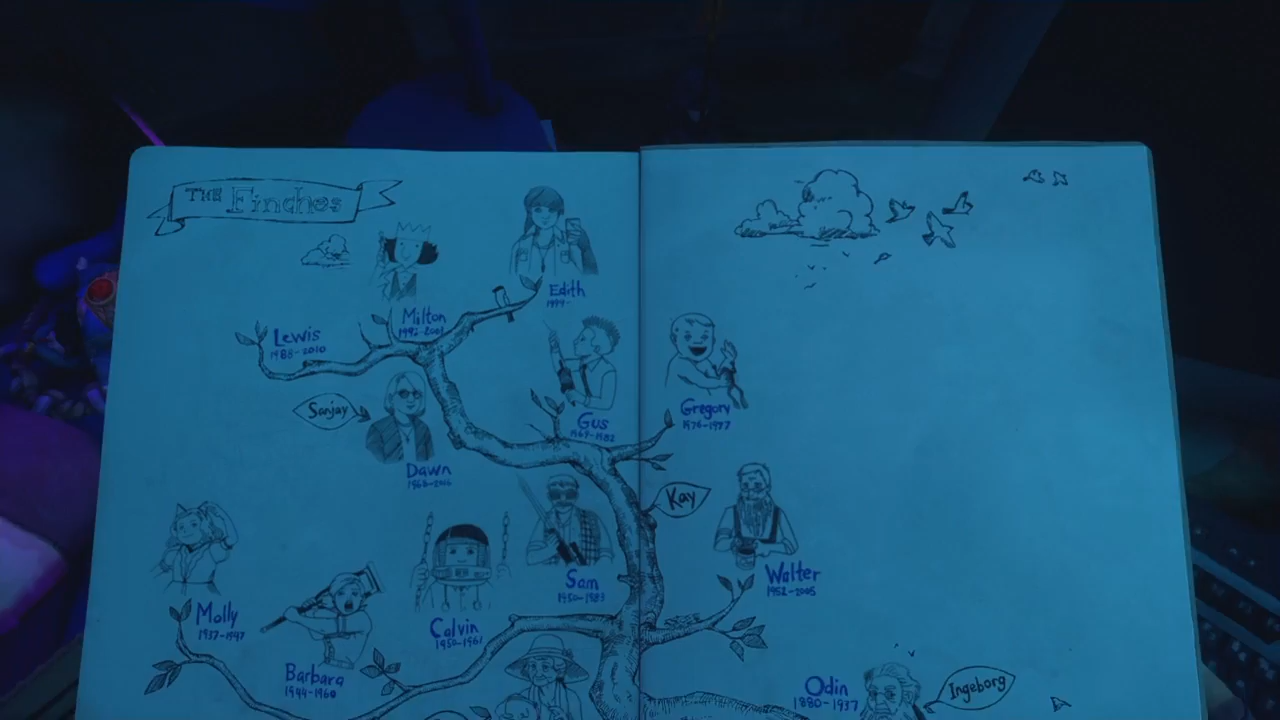 THE Finches
Edith
1999-
Milton
1992-2003
Lewis
1988-2010
Sanjay
Gus
1969-1982
Gregory
1976-1977
Dawn
1968-2016
Kay
Sam
1950-1983
Walter
1952-2005
Molly
1937-1947
Calvin
1950-1961
Barbara
1944-1960
Odin
1880-1937
Ingeborg